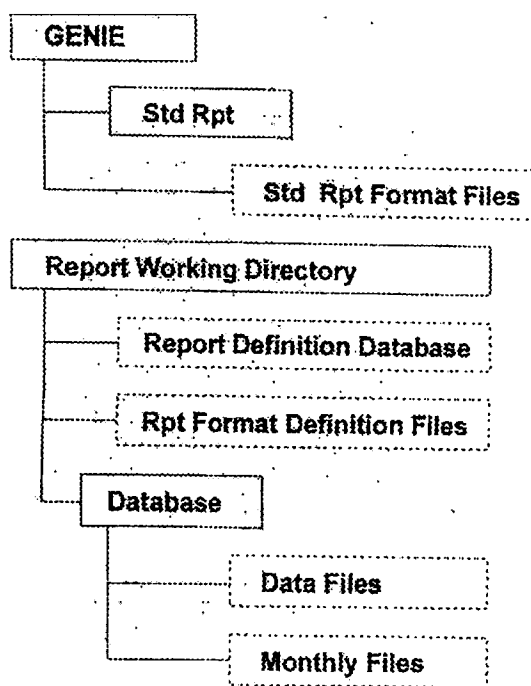 GENIE
Std Rpt
Std Rpt Format Files
Report Working Directory
Report Definition Database
Rpt Format Definition Files
Database
Data Files
Monthly Files